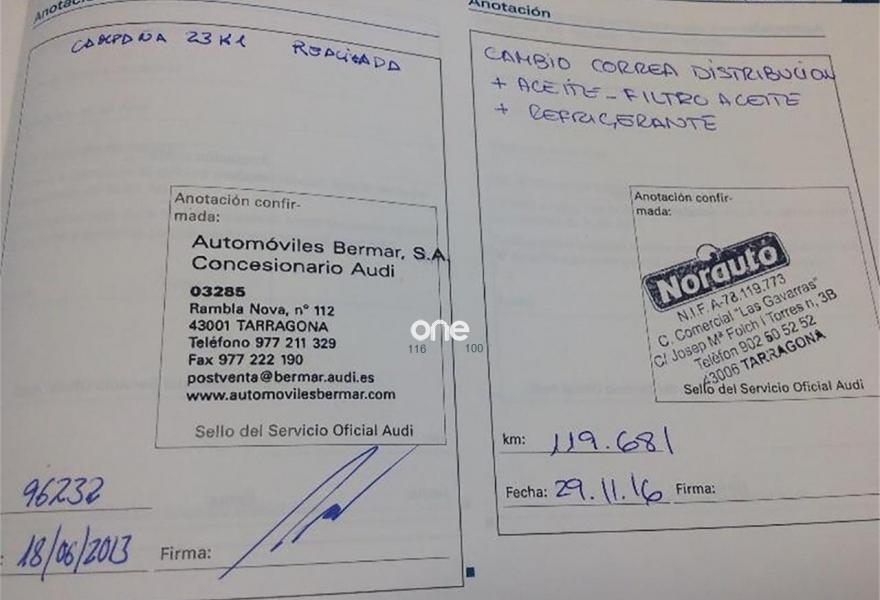 Anotación
CAMPAÑA 23K1 REALIZADA
Anotación confir-
mada:
Automóviles Bermar, S.A.
Concesionario Audi
03285
Rambla Nova, n° 112
43001 TARRAGONA
Teléfono 977 211 329
Fax 977 222 190
postventa@bermar.audi.es
www.automovilesbermar.com
Sello del Servicio Oficial Audi
96232
18/06/2013 Firma:
116
one
Anotación
CAMBIO CORREA DISTRIBUCION
+ ACEITE - FILTRO ACEITE
+ REFRIGERANTE
Anotación confir-
mada:
Norauto
N.I.F. A-78.119.773
C. Comercial "Las Gavarras"
C/ Josep Mª Folch i Torres n, 3B
Telèfon 902 50 52 52
43006 TARRAGONA
Sello del Servicio Oficial Audi
km: 119.681
Fecha: 29.11.16 Firma:
100